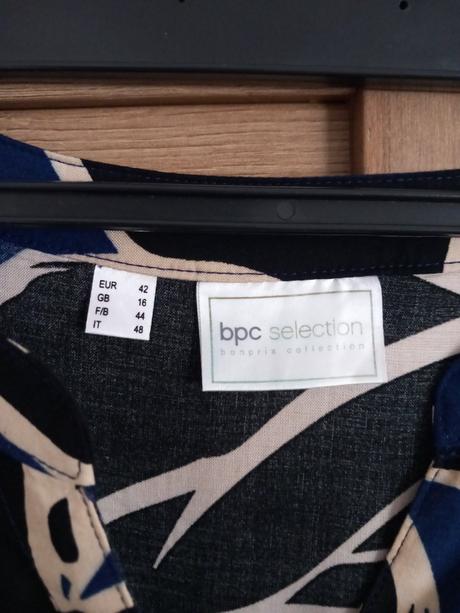 EUR 42
GB 16
F/B 44
IT 48
bpc selection
bonprix collection